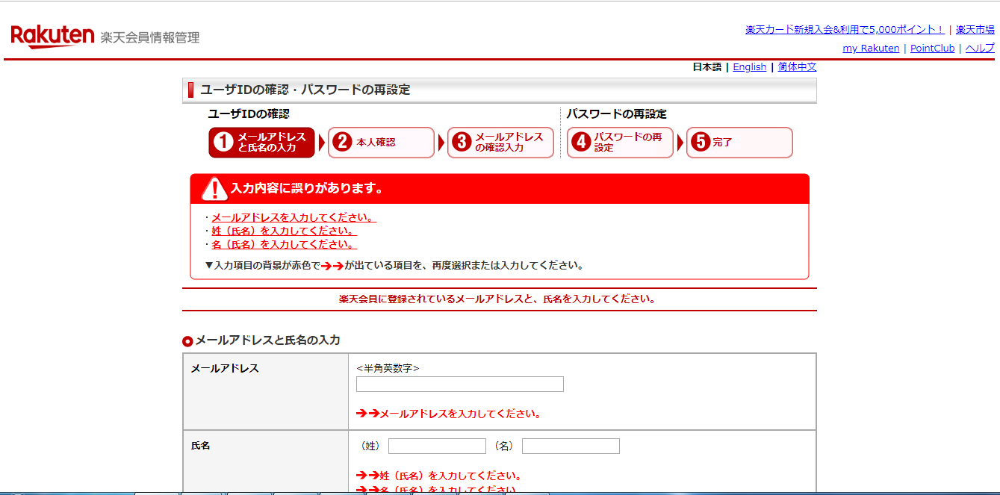 Rakuten 楽天会員情報管理
楽天カード新規入会&利用で5,000ポイント！ | 楽天市場
my Rakuten | PointClub | ヘルプ
日本語 | English | 简体中文
ユーザIDの確認・パスワードの再設定
ユーザIDの確認
パスワードの再設定
1 メールアドレス
と氏名の入力
2 本人確認
3 メールアドレス
の確認入力
4 パスワードの再
設定
5 完了
入力内容に誤りがあります。
・メールアドレスを入力してください。
・姓（氏名）を入力してください。
・名（氏名）を入力してください。
▼入力項目の背景が赤色で➔➔が出ている項目を、再度選択または入力してください。
楽天会員に登録されているメールアドレスと、氏名を入力してください。
メールアドレスと氏名の入力
メールアドレス
<半角英数字>
➔➔メールアドレスを入力してください。
氏名
（姓）
（名）
➔➔姓（氏名）を入力してください。
➔➔名（氏名）を入力してください。